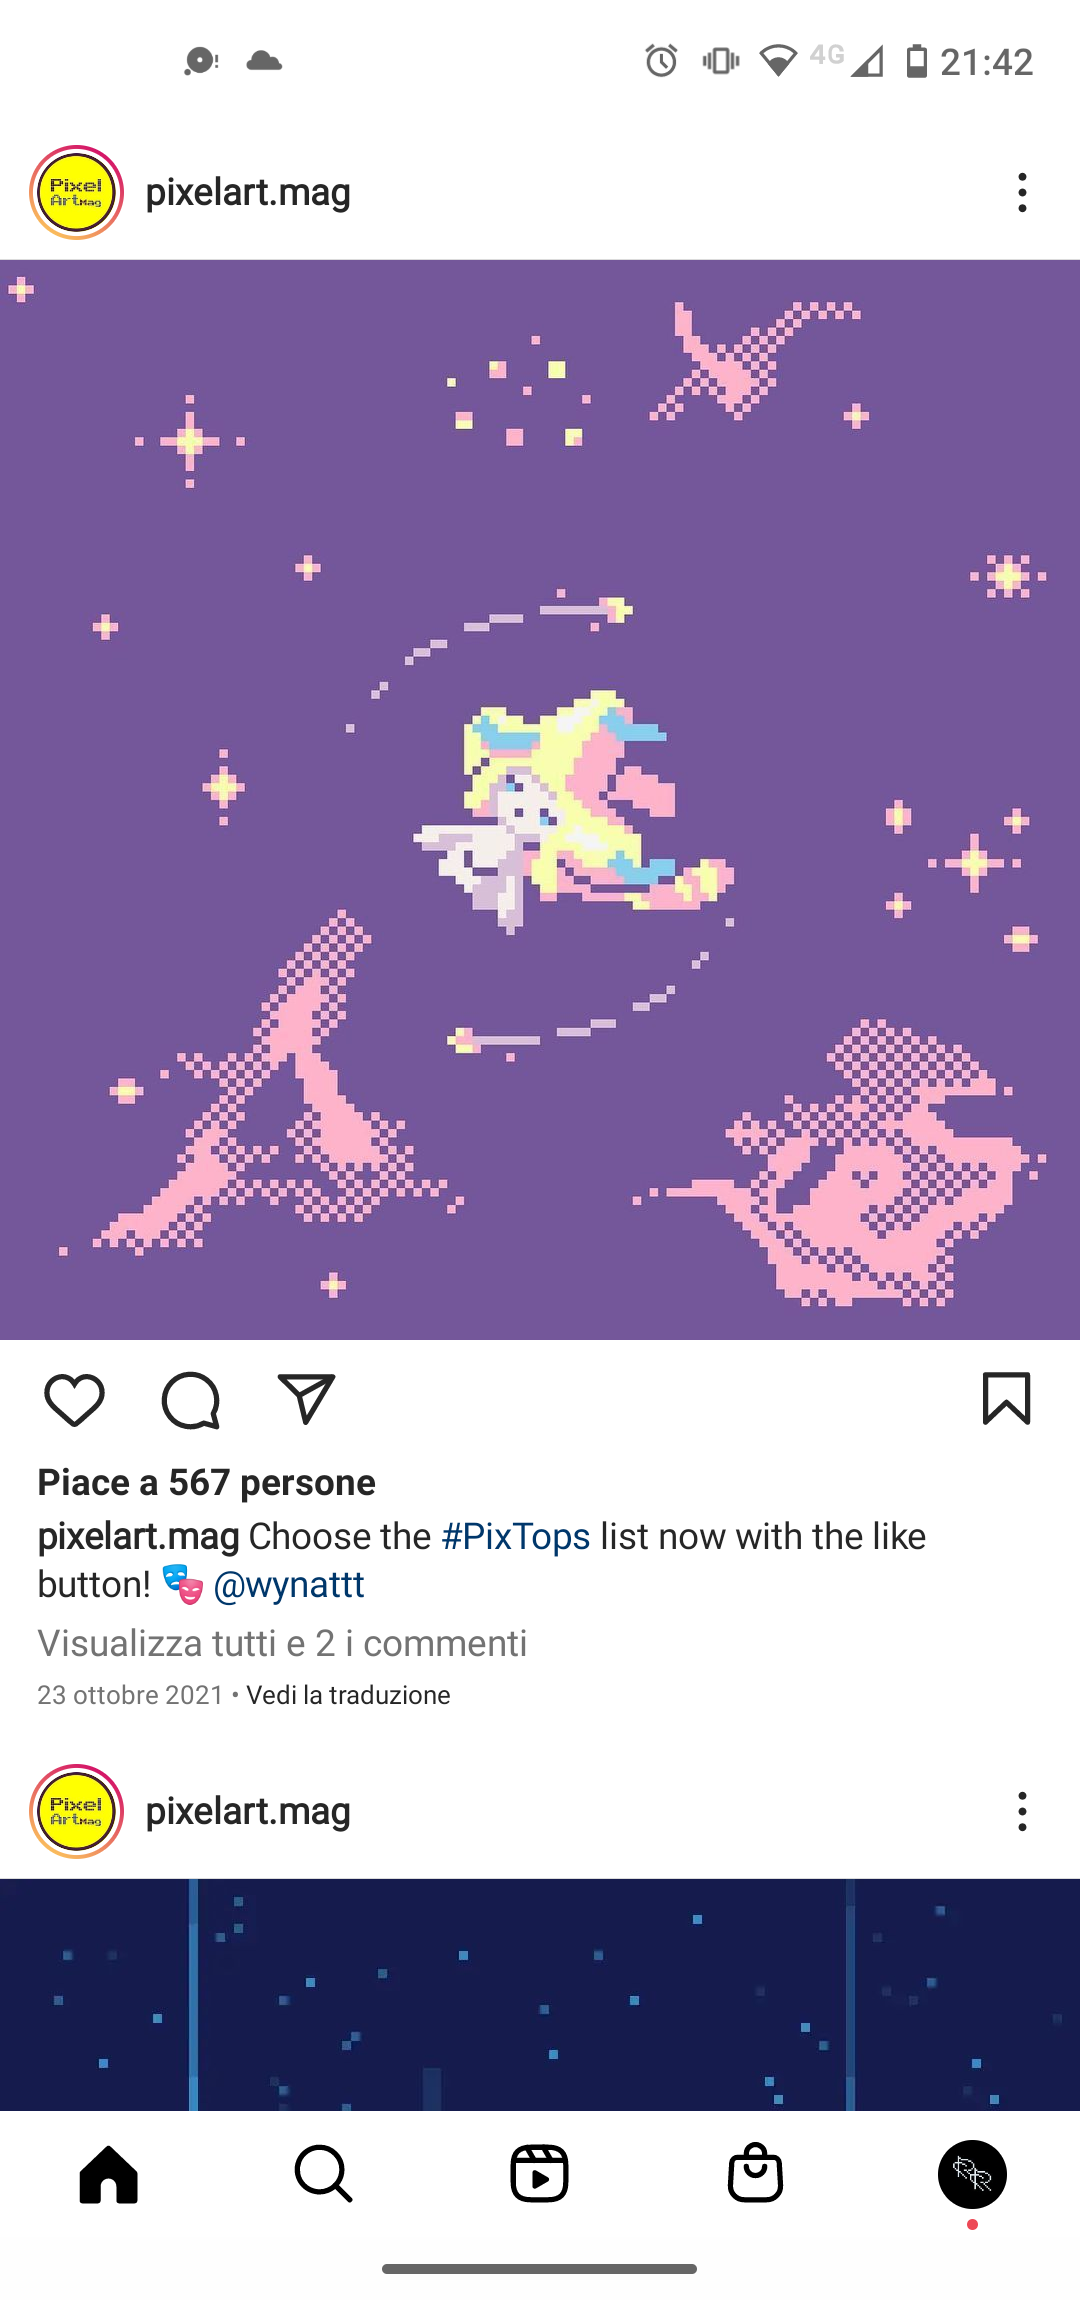 4G 21:42
Pixel
ArtMag
pixelart.mag
Piace a 567 persone
pixelart.mag Choose the #PixTops list now with the like
button! 🎭 @wynattt
Visualizza tutti e 2 i commenti
23 ottobre 2021 • Vedi la traduzione
Pixel
ArtMag
pixelart.mag